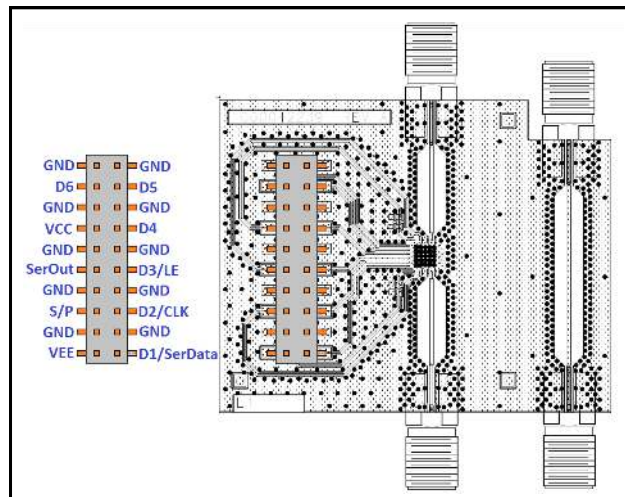 GND GND
D6 D5
GND GND
VCC D4
GND GND
SerOut D3/LE
GND GND
S/P D2/CLK
GND GND
VEE D1/SerData